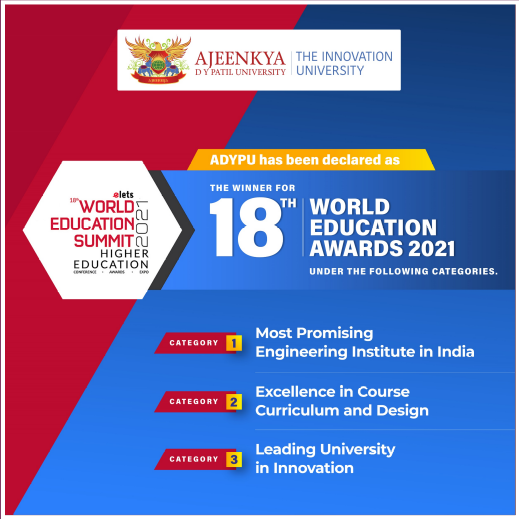 AJEENKYA
D Y PATIL UNIVERSITY
THE INNOVATION
UNIVERSITY
ADYPU has been declared as
elets
18th WORLD
EDUCATION
SUMMIT
2021
HIGHER
EDUCATION
CONFERENCE • AWARDS • EXPO
THE WINNER FOR
18TH
WORLD
EDUCATION
AWARDS 2021
UNDER THE FOLLOWING CATEGORIES.
CATEGORY 1
Most Promising
Engineering Institute in India
CATEGORY 2
Excellence in Course
Curriculum and Design
CATEGORY 3
Leading University
in Innovation